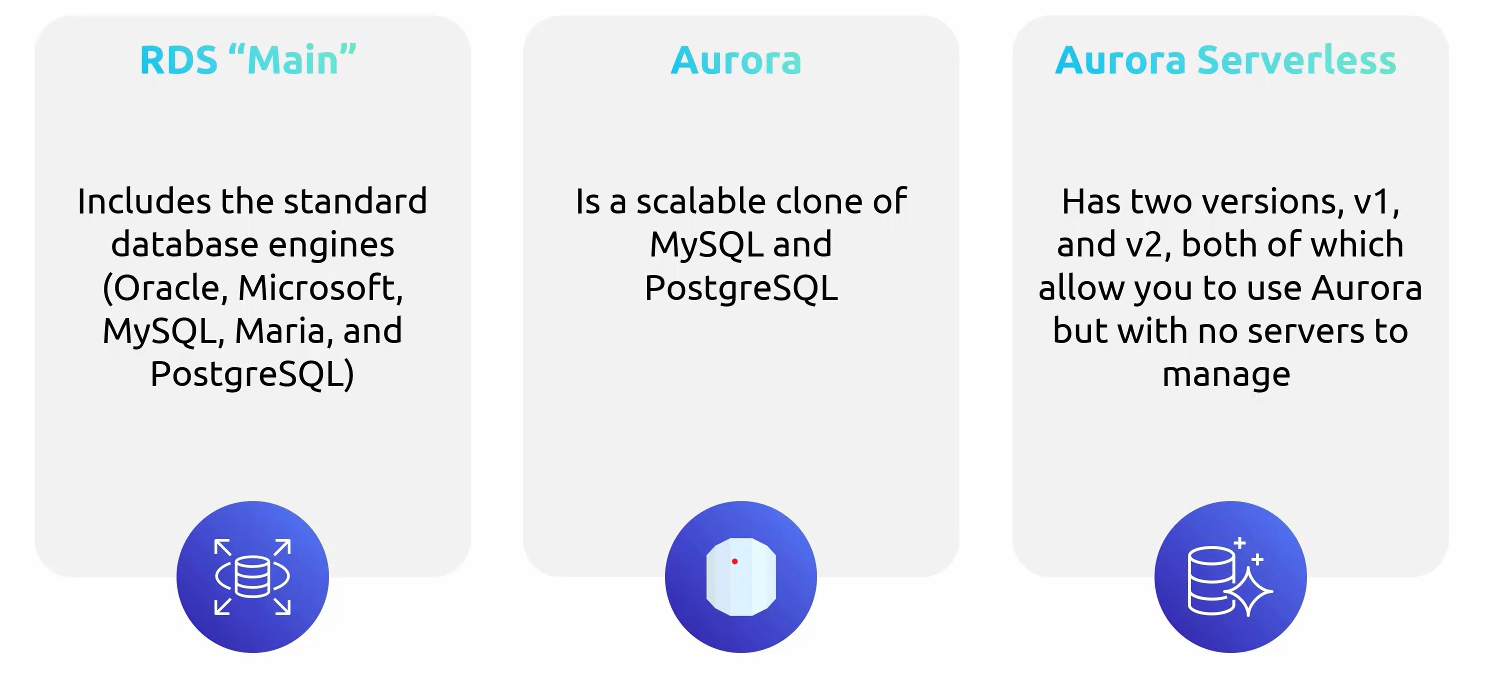 RDS “Main”
Includes the standard
database engines
(Oracle, Microsoft,
MySQL, Maria, and
PostgreSQL)
Aurora
Is a scalable clone of
MySQL and
PostgreSQL
Aurora Serverless
Has two versions, v1,
and v2, both of which
allow you to use Aurora
but with no servers to
manage